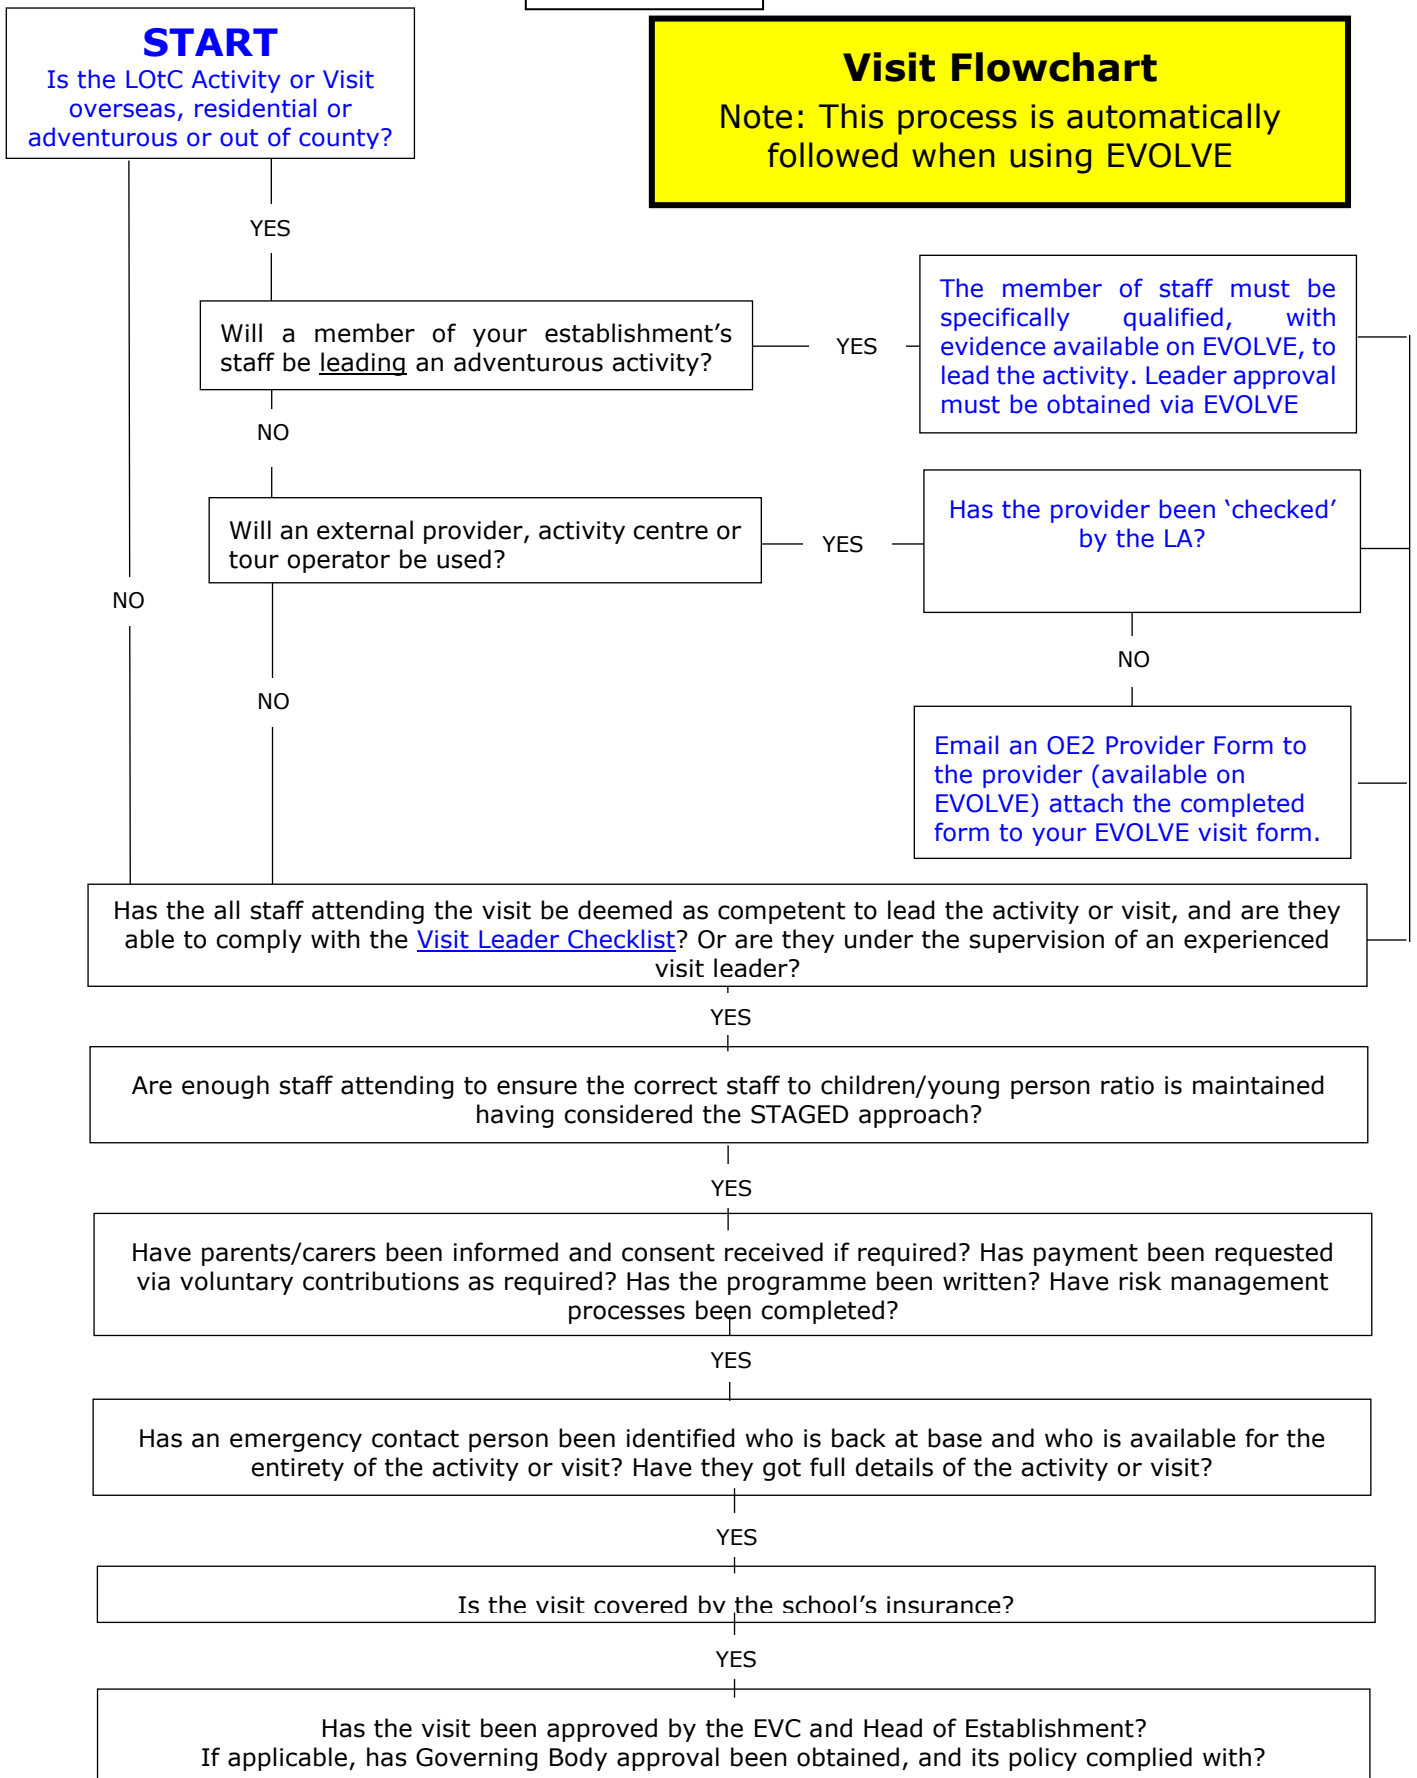 START
Is the LOtC Activity or Visit
overseas, residential or
adventurous or out of county?
Visit Flowchart
Note: This process is automatically
followed when using EVOLVE
YES
Will a member of your establishment's
staff be leading an adventurous activity?
YES
The member of staff must be
specifically qualified, with
evidence available on EVOLVE, to
lead the activity. Leader approval
must be obtained via EVOLVE
NO
Will an external provider, activity centre or
tour operator be used?
YES
Has the provider been ‘checked’
by the LA?
NO
NO
NO
Email an OE2 Provider Form to
the provider (available on
EVOLVE) attach the completed
form to your EVOLVE visit form.
Has the all staff attending the visit be deemed as competent to lead the activity or visit, and are they
able to comply with the Visit Leader Checklist? Or are they under the supervision of an experienced
visit leader?
YES
Are enough staff attending to ensure the correct staff to children/young person ratio is maintained
having considered the STAGED approach?
YES
Have parents/carers been informed and consent received if required? Has payment been requested
via voluntary contributions as required? Has the programme been written? Have risk management
processes been completed?
YES
Has an emergency contact person been identified who is back at base and who is available for the
entirety of the activity or visit? Have they got full details of the activity or visit?
YES
Is the visit covered by the school's insurance?
YES
Has the visit been approved by the EVC and Head of Establishment?
If applicable, has Governing Body approval been obtained, and its policy complied with?